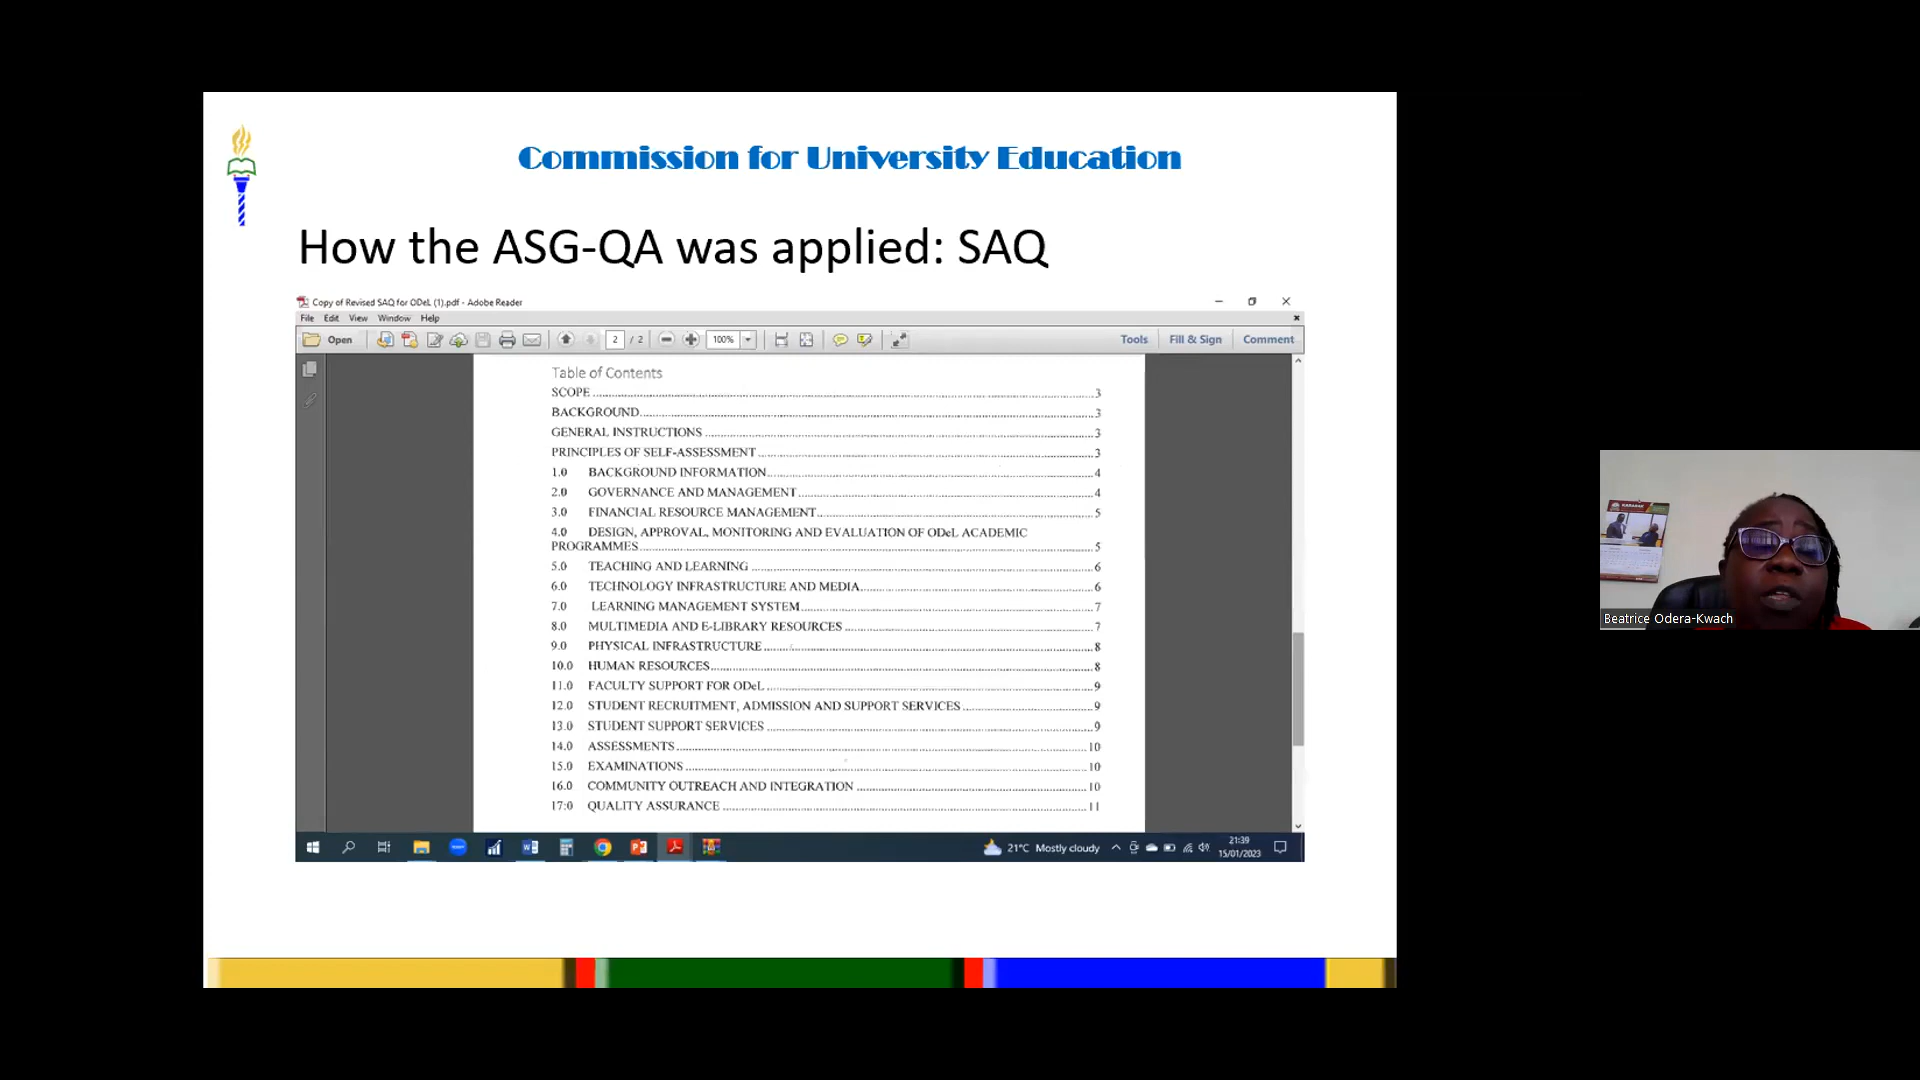 Commission for University Education
How the ASG-QA was applied: SAQ
Copy of Revised SAQ for ODeL (1).pdf - Adobe Reader
File Edit View Window Help
Open 2 / 2 100% Tools Fill & Sign Comment
Table of Contents
SCOPE ........ 3
BACKGROUND ........ 3
GENERAL INSTRUCTIONS ........ 3
PRINCIPLES OF SELF-ASSESSMENT ........ 3
1.0 BACKGROUND INFORMATION ........ 4
2.0 GOVERNANCE AND MANAGEMENT ........ 4
3.0 FINANCIAL RESOURCE MANAGEMENT ........ 5
4.0 DESIGN, APPROVAL, MONITORING AND EVALUATION OF ODeL ACADEMIC
PROGRAMMES ........ 5
5.0 TEACHING AND LEARNING ........ 6
6.0 TECHNOLOGY INFRASTRUCTURE AND MEDIA ........ 6
7.0 LEARNING MANAGEMENT SYSTEM ........ 7
8.0 MULTIMEDIA AND E-LIBRARY RESOURCES ........ 7
9.0 PHYSICAL INFRASTRUCTURE ........ 8
10.0 HUMAN RESOURCES ........ 8
11.0 FACULTY SUPPORT FOR ODeL ........ 9
12.0 STUDENT RECRUITMENT, ADMISSION AND SUPPORT SERVICES ........ 9
13.0 STUDENT SUPPORT SERVICES ........ 9
14.0 ASSESSMENTS ........ 10
15.0 EXAMINATIONS ........ 10
16.0 COMMUNITY OUTREACH AND INTEGRATION ........ 10
17:0 QUALITY ASSURANCE ........ 11
21°C Mostly cloudy
21:39
15/01/2023
Beatrice Odera-Kwach